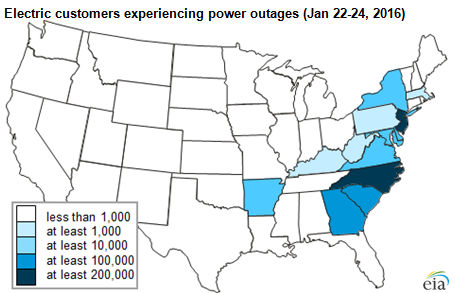 Electric customers experiencing power outages (Jan 22-24, 2016)
less than 1,000
at least 1,000
at least 10,000
at least 100,000
at least 200,000
eia